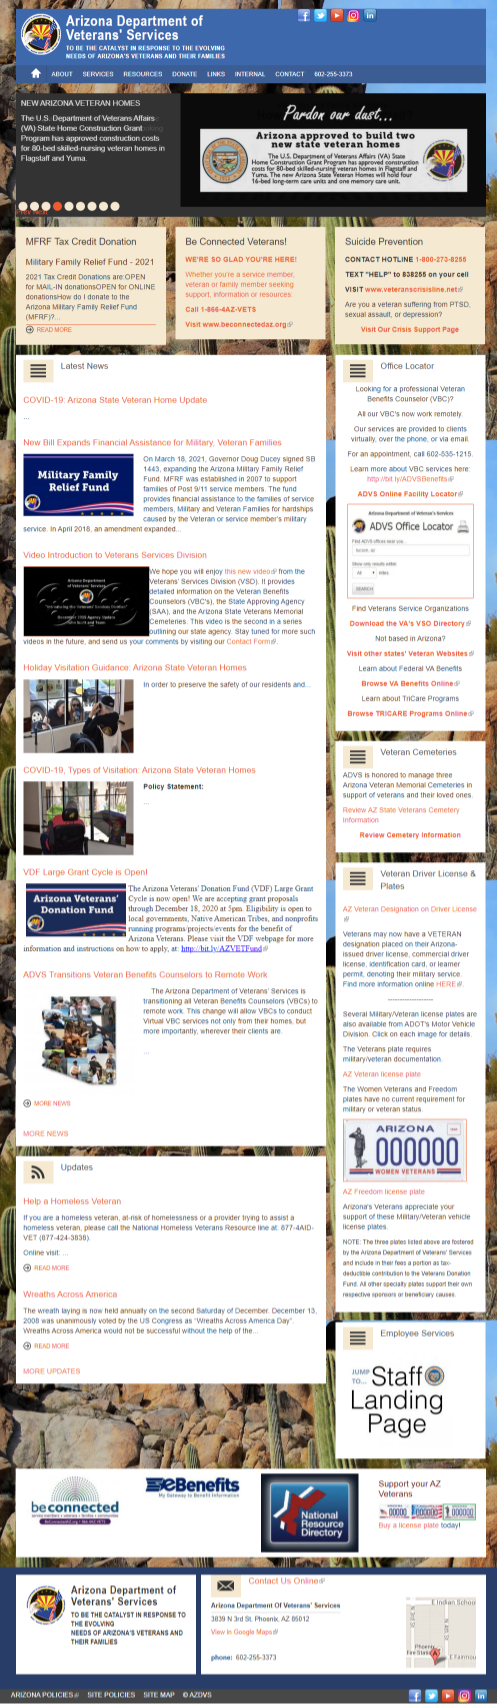 Arizona Department of
Veterans' Services
TO BE THE CATALYST IN RESPONSE TO THE EVOLVING
NEEDS OF ARIZONA'S VETERANS AND THEIR FAMILIES
ABOUT SERVICES RESOURCES DONATE LINKS INTERNAL CONTACT 602-255-3373
NEW ARIZONA VETERAN HOMES
The U.S. Department of Veterans Affairs
(VA) State Home Construction Grant
Program has approved construction costs
for 80-bed skilled-nursing veteran homes in
Flagstaff and Yuma.
Pardon our dust...
Arizona approved to build two
new state veteran homes
The U.S. Department of Veterans Affairs (VA) State
Home Construction Grant Program has approved construction
costs for 80-bed skilled-nursing veteran homes in Flagstaff and
Yuma. The new Arizona State Veteran Homes will hold four
16-bed long-term care units and one memory care unit.
MFRF Tax Credit Donation
Military Family Relief Fund - 2021
2021 Tax Credit Donations are:OPEN
for MAIL-IN donationsOPEN for ONLINE
donationsHow do I donate to the
Arizona Military Family Relief Fund
(MFRF)?...
READ MORE
Be Connected Veterans!
WE'RE SO GLAD YOU'RE HERE!
Whether you're a service member,
veteran or family member seeking
support, information or resources:
Call 1-866-4AZ-VETS
Visit www.beconnectedaz.org
Suicide Prevention
CONTACT HOTLINE 1-800-273-8255
TEXT "HELP" to 838255 on your cell
VISIT www.veteranscrisisline.net
Are you a veteran suffering from PTSD,
sexual assault, or depression?
Visit Our Crisis Support Page
Latest News
COVID-19: Arizona State Veteran Home Update
...
New Bill Expands Financial Assistance for Military, Veteran Families
Military Family
Relief Fund
On March 18, 2021, Governor Doug Ducey signed SB
1443, expanding the Arizona Military Family Relief
Fund. MFRF was established in 2007 to support
families of Post 9/11 service members. The fund
provides financial assistance to the families of service
members, Military and Veteran Families for hardships
caused by the Veteran or service member's military
service. In April 2018, an amendment expanded...
Video Introduction to Veterans Services Division
Arizona Department
of Veterans' Services
"Introducing the Veterans Services Division"
We hope you will enjoy this new video from the
Veterans' Services Division (VSD). It provides
detailed information on the Veteran Benefits
Counselors (VBC's), the State Approving Agency
(SAA), and the Arizona State Veterans Memorial
Cemeteries. This video is the second in a series
outlining our state agency. Stay tuned for more such
videos in the future, and send us your comments by visiting our Contact Form.
Holiday Visitation Guidance: Arizona State Veteran Homes
In order to preserve the safety of our residents and...
COVID-19, Types of Visitation: Arizona State Veteran Homes
Policy Statement:
...
VDF Large Grant Cycle is Open!
Arizona Veterans'
Donation Fund
The Arizona Veterans' Donation Fund (VDF) Large Grant
Cycle is now open! We are accepting grant proposals
through December 18, 2020 at 5pm. Eligibility is open to
local governments, Native American Tribes, and nonprofits
running programs/projects/events for the benefit of
Arizona Veterans. Please visit the VDF webpage for more
information and instructions on how to apply, at: http://bit.ly/AZVETFund
ADVS Transitions Veteran Benefits Counselors to Remote Work
The Arizona Department of Veterans' Services is
transitioning all Veteran Benefits Counselors (VBCs) to
remote work. This change will allow VBCs to conduct
Virtual VBC services not only from their homes, but
more importantly, wherever their clients are.
...
MORE NEWS
MORE NEWS
Updates
Help a Homeless Veteran
If you are a homeless veteran, at-risk of homelessness or a provider trying to assist a
homeless veteran, please call the National Homeless Veterans Resource line at: 877-4AID-
VET (877-424-3838).
Online visit: ...
READ MORE
Wreaths Across America
The wreath laying is now held annually on the second Saturday of December. December 13,
2008 was unanimously voted by the US Congress as "Wreaths Across America Day".
Wreaths Across America would not be successful without the help of the...
READ MORE
MORE UPDATES
Office Locator
Looking for a professional Veteran
Benefits Counselor (VBC)?
All our VBC's now work remotely.
Our services are provided to clients
virtually, over the phone, or via email.
For an appointment, call 602-535-1215.
Learn more about VBC services here:
http://bit.ly/ADVSBenefits
ADVS Online Facility Locator
Arizona Department of Veteran's Services
ADVS Office Locator
Find ADVS offices near you...
Show only results within
All Miles
SEARCH
Find Veterans Service Organizations
Download the VA's VSO Directory
Not based in Arizona?
Visit other states' Veteran Websites
Learn about Federal VA Benefits
Browse VA Benefits Online
Learn about TriCare Programs
Browse TRICARE Programs Online
Veteran Cemeteries
ADVS is honored to manage three
Arizona Veteran Memorial Cemeteries in
support of veterans and their loved ones.
Review AZ State Veterans Cemetery
Information
Review Cemetery Information
Veteran Driver License &
Plates
AZ Veteran Designation on Driver License
Veterans may now have a VETERAN
designation placed on their Arizona-
issued driver license, commercial driver
license, identification card, or learner
permit, denoting their military service.
Find more information online HERE.
--------------------
Several Military/Veteran license plates are
also available from ADOT's Motor Vehicle
Division. Click on each image for details.
The Veterans plate requires
military/veteran documentation.
AZ Veteran license plate
The Women Veterans and Freedom
plates have no current requirement for
military or veteran status.
ARIZONA
000000
WOMEN VETERANS
AZ Freedom license plate
Arizona's Veterans appreciate your
support of these Military/Veteran vehicle
license plates.
NOTE: The three plates listed above are fostered
by the Arizona Department of Veterans' Services
and include in their fees a portion as tax-
deductible contribution to the Veterans Donation
Fund. All other specialty plates support their own
respective sponsors or beneficiary causes.
Employee Services
JUMP
TO...
Staff
Landing
Page
beconnected
eBenefits
My Gateway to Benefit Information
National
Resource
Directory
Support your AZ
Veterans
Buy a license plate today!
Arizona Department of
Veterans' Services
TO BE THE CATALYST IN RESPONSE TO
THE EVOLVING
NEEDS OF ARIZONA'S VETERANS AND
THEIR FAMILIES
Contact Us Online
Arizona Department Of Veterans' Services
3839 N 3rd St. Phoenix, AZ 85012
View in Google Maps
phone: 602-255-3373
E Indian School
Phoenix
Fire Station
E Fairmou
ARIZONA POLICIES SITE POLICIES SITE MAP © AZDVS